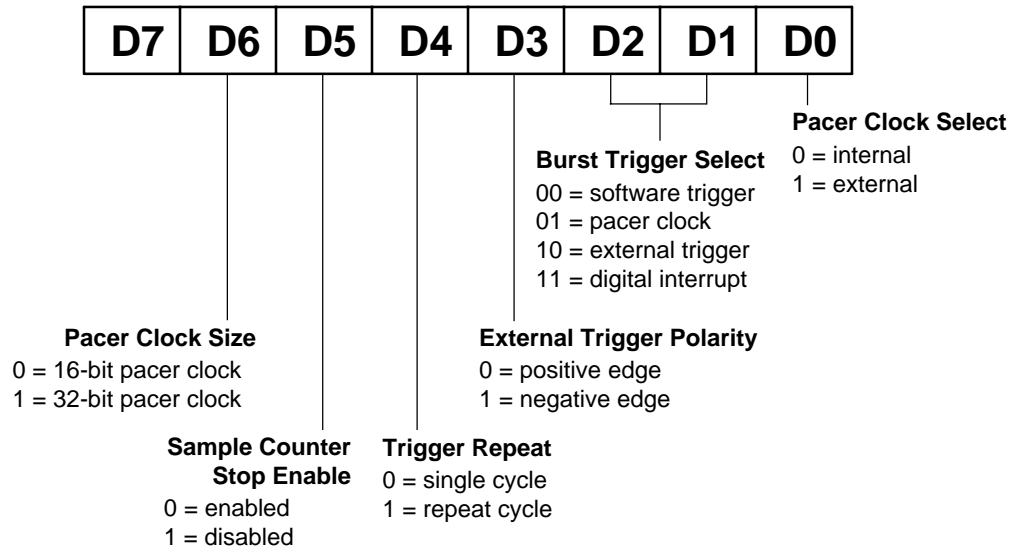 D7 D6 D5 D4 D3 D2 D1 D0
Pacer Clock Select
0 = internal
1 = external
Burst Trigger Select
00 = software trigger
01 = pacer clock
10 = external trigger
11 = digital interrupt
Pacer Clock Size
0 = 16-bit pacer clock
1 = 32-bit pacer clock
External Trigger Polarity
0 = positive edge
1 = negative edge
Sample Counter
Stop Enable
0 = enabled
1 = disabled
Trigger Repeat
0 = single cycle
1 = repeat cycle